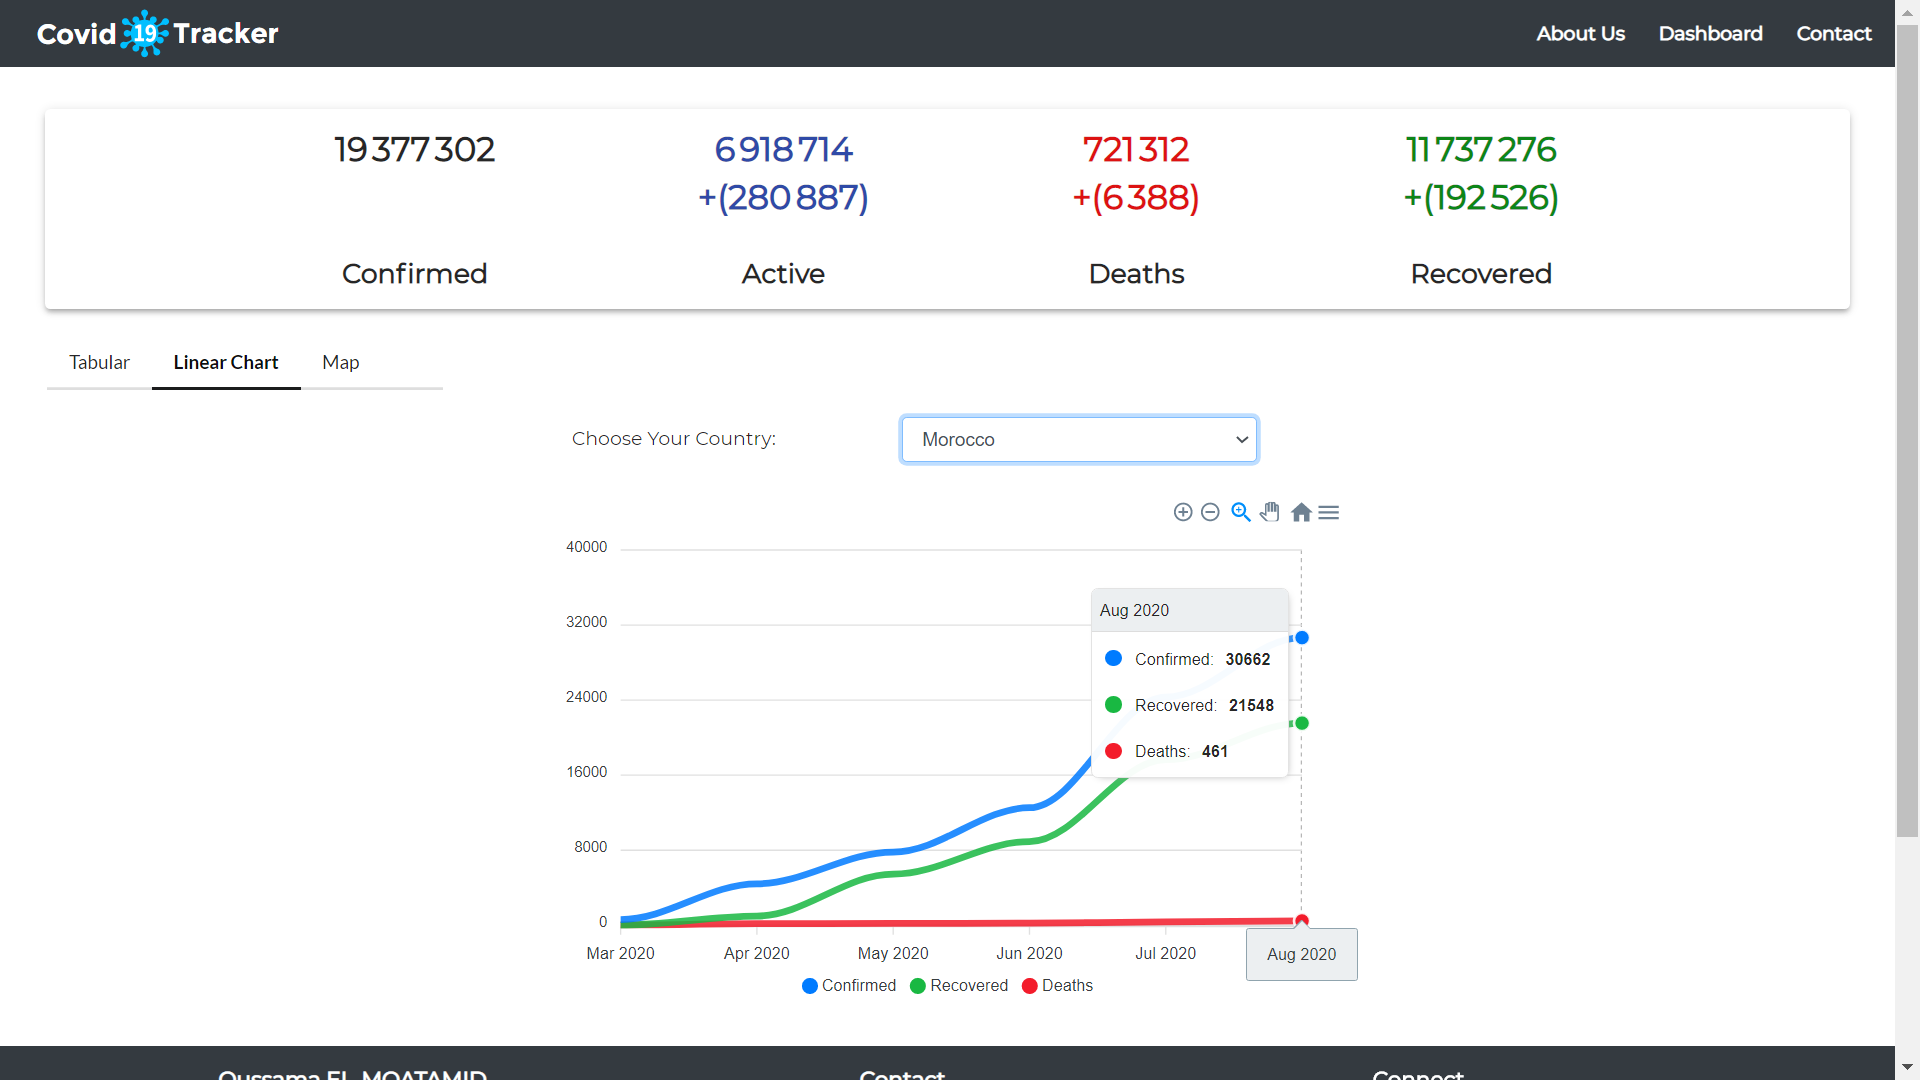 Covid 19 Tracker
About Us Dashboard Contact
19 377 302 6 918 714 721 312 11 737 276
+(280 887) +(6 388) +(192 526)
Confirmed Active Deaths Recovered
Tabular Linear Chart Map
Choose Your Country: Morocco
40000
32000
24000
16000
8000
0
Aug 2020
Confirmed: 30662
Recovered: 21548
Deaths: 461
Mar 2020 Apr 2020 May 2020 Jun 2020 Jul 2020 Aug 2020
Confirmed Recovered Deaths
Oussama EL MOATAMID Contact Connect